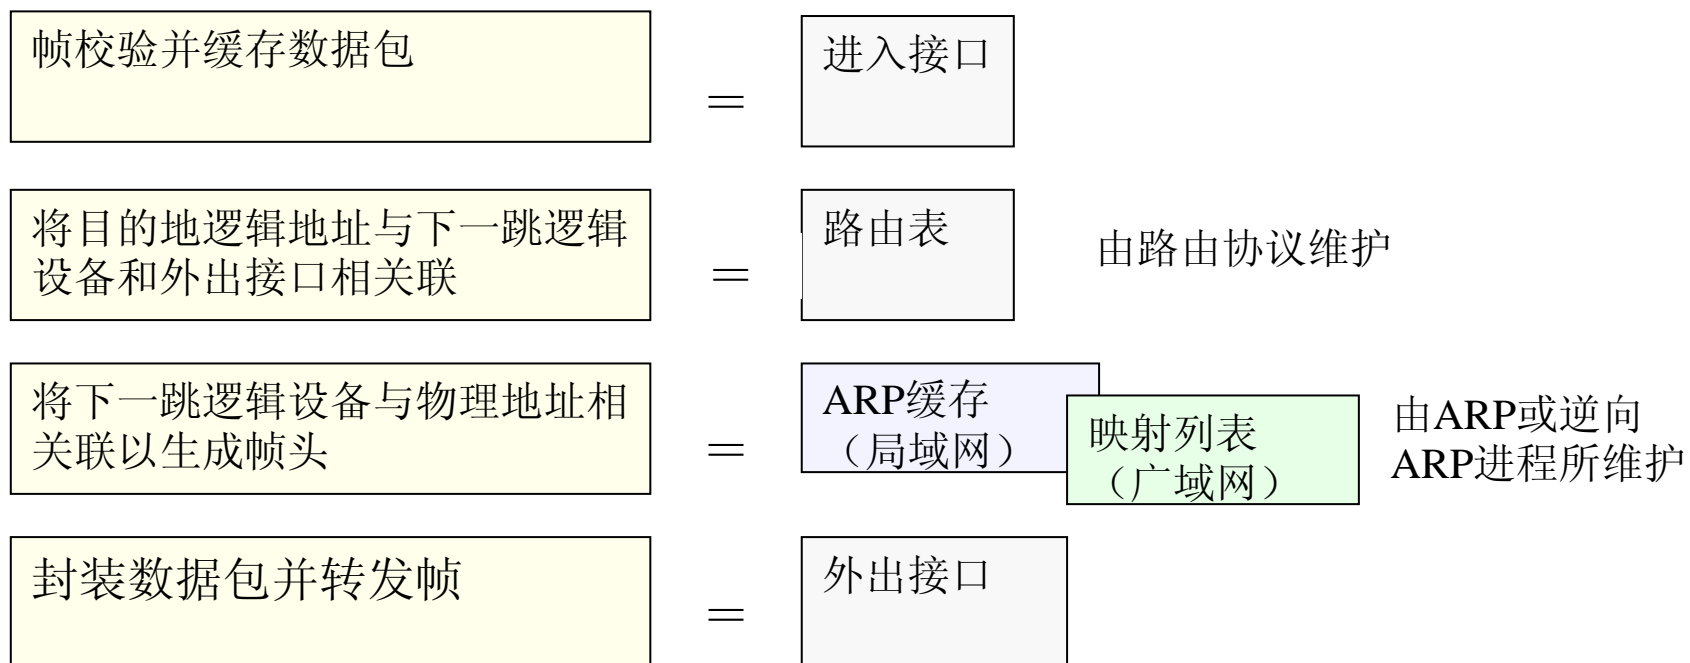 帧校验并缓存数据包
=
进入接口
将目的地逻辑地址与下一跳逻辑
设备和外出接口相关联
=
路由表
由路由协议维护
将下一跳逻辑设备与物理地址相
关联以生成帧头
=
ARP缓存
（局域网）
映射列表
（广域网）
由ARP或逆向
ARP进程所维护
封装数据包并转发帧
=
外出接口